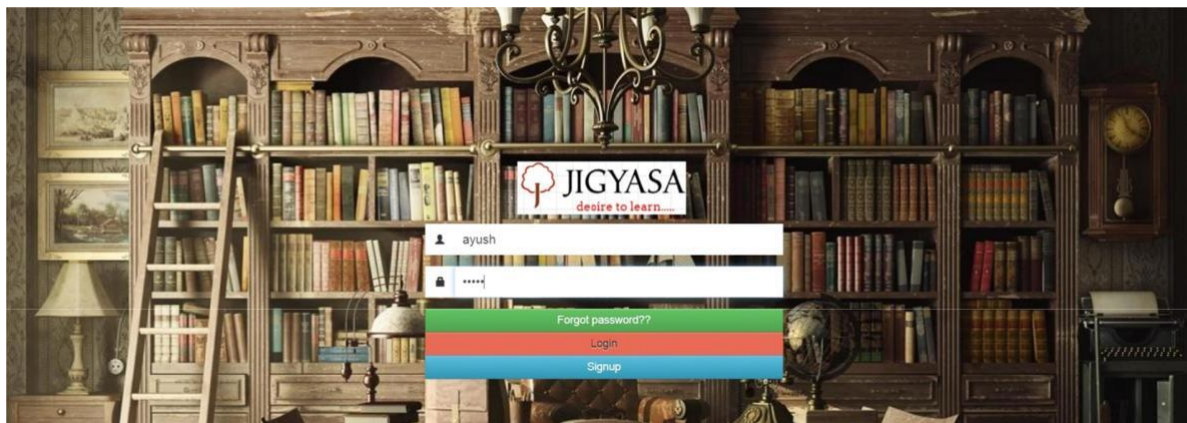 JIGYASA
desire to learn.....
ayush
•••••
Forgot password??
Login
Signup